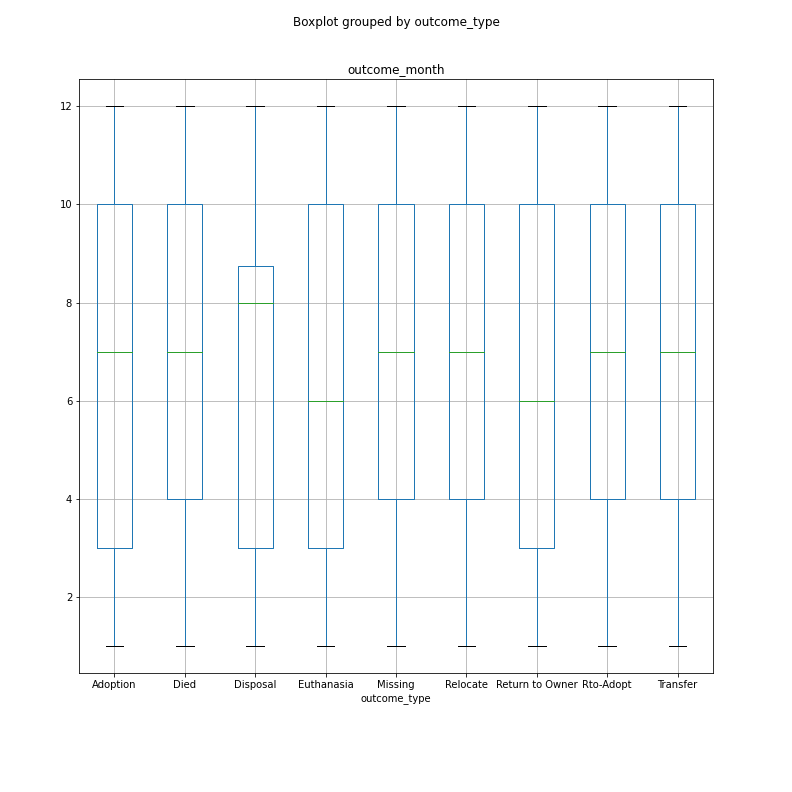 Boxplot grouped by outcome_type
outcome_month
12
10
8
6
4
2
Adoption Died Disposal Euthanasia Missing Relocate Return to Owner Rto-Adopt Transfer
outcome_type